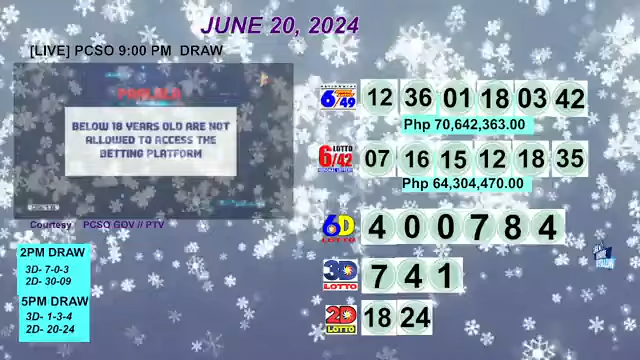 JUNE 20, 2024
[LIVE] PCSO 9:00 PM DRAW
BELOW 18 YEARS OLD ARE NOT
ALLOWED TO ACCESS THE
BETTING PLATFORM
Courtesy PCSO GOV // PTV
2PM DRAW
3D- 7-0-3
2D- 30-09
5PM DRAW
3D- 1-3-4
2D- 20-24
6/49 12 36 01 18 03 42
Php 70,642,363.00
LOTTO
6/42 07 16 15 12 18 35
Php 64,304,470.00
6D LOTTO 4 0 0 7 8 4
3D LOTTO 7 4 1
2D LOTTO 18 24